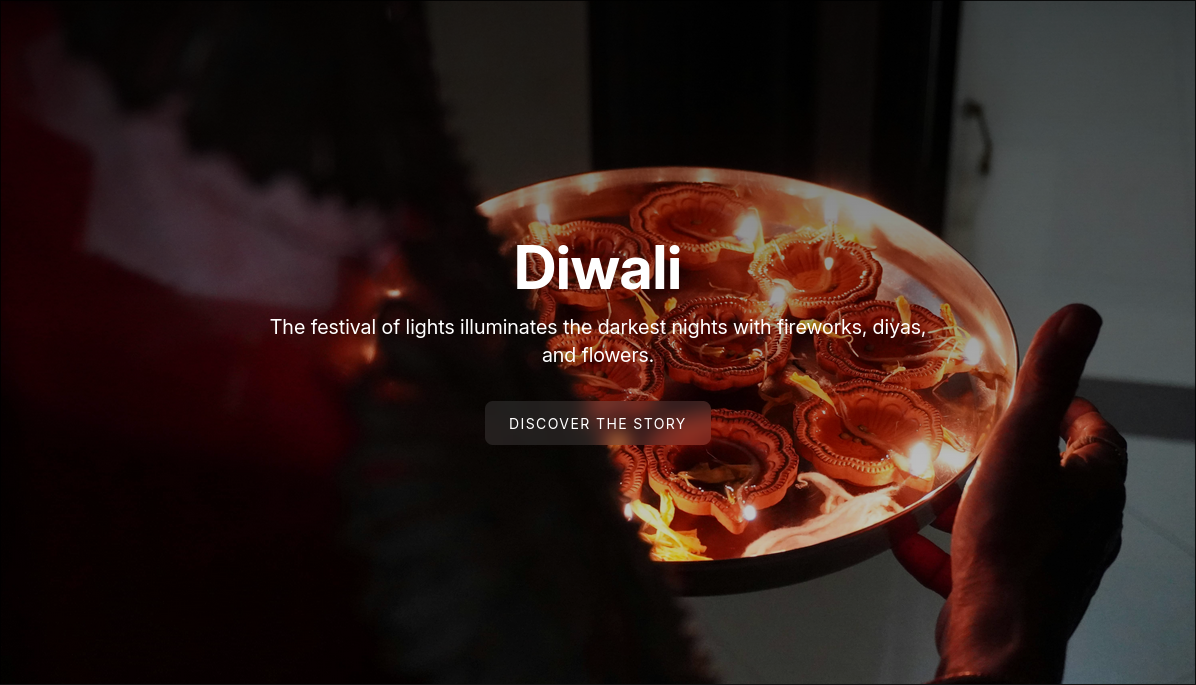 Diwali
The festival of lights illuminates the darkest nights with fireworks, diyas,
and flowers.
DISCOVER THE STORY